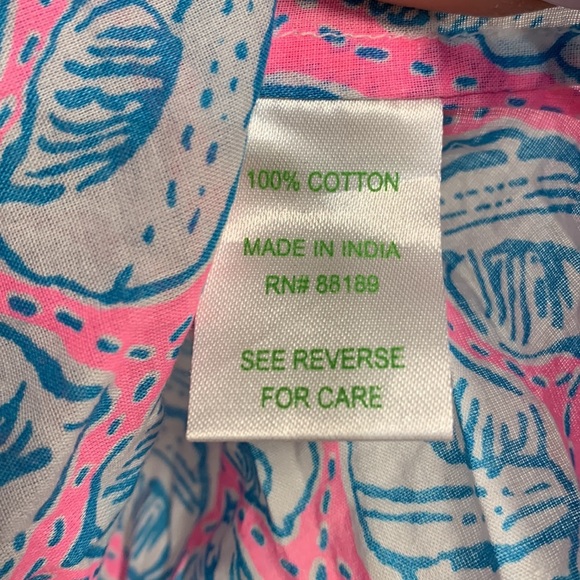 100% COTTON
MADE IN INDIA
RN# 88189
SEE REVERSE
FOR CARE